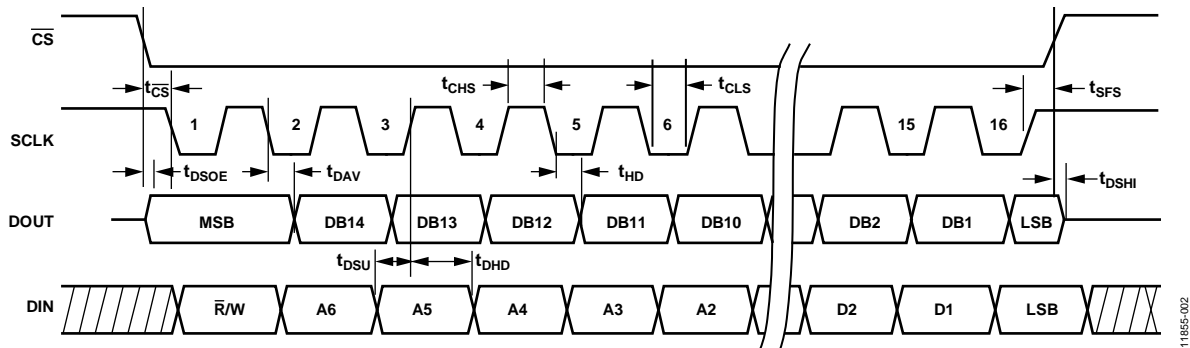 CS
tCS
tCHS
tCLS
tSFS
SCLK
1
2
3
4
5
6
15
16
tDSOE
tDAV
tHD
tDSHI
DOUT
MSB
DB14
DB13
DB12
DB11
DB10
DB2
DB1
LSB
tDSU
tDHD
DIN
R/W
A6
A5
A4
A3
A2
D2
D1
LSB
11855-002